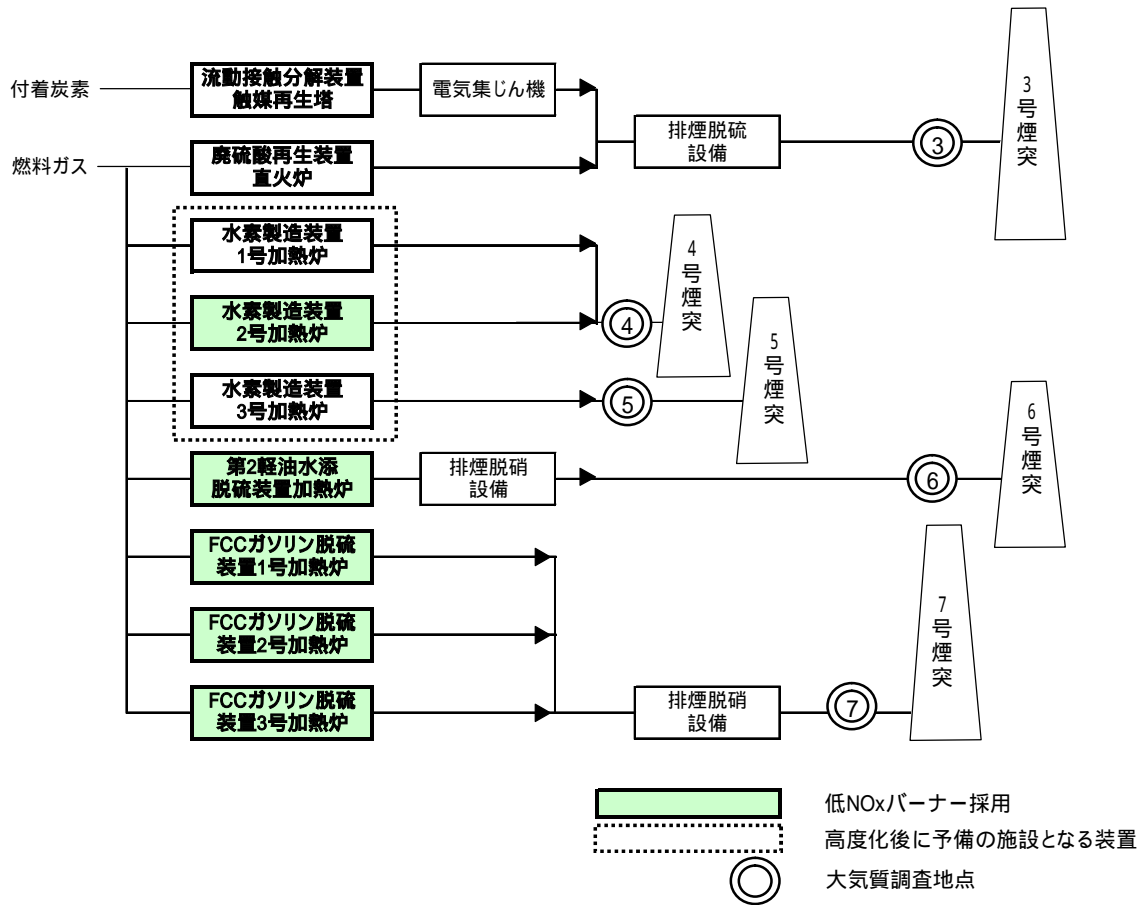 付着炭素
流動接触分解装置
触媒再生塔
電気集じん機
燃料ガス
廃硫酸再生装置
直火炉
排煙脱硫
設備
3
3号煙突
水素製造装置
1号加熱炉
水素製造装置
2号加熱炉
4
4号煙突
水素製造装置
3号加熱炉
5
5号煙突
第2軽油水添
脱硫装置加熱炉
排煙脱硝
設備
6
6号煙突
FCCガソリン脱硫
装置1号加熱炉
FCCガソリン脱硫
装置2号加熱炉
FCCガソリン脱硫
装置3号加熱炉
排煙脱硝
設備
7
7号煙突
低NOxバーナー採用
高度化後に予備の施設となる装置
大気質調査地点